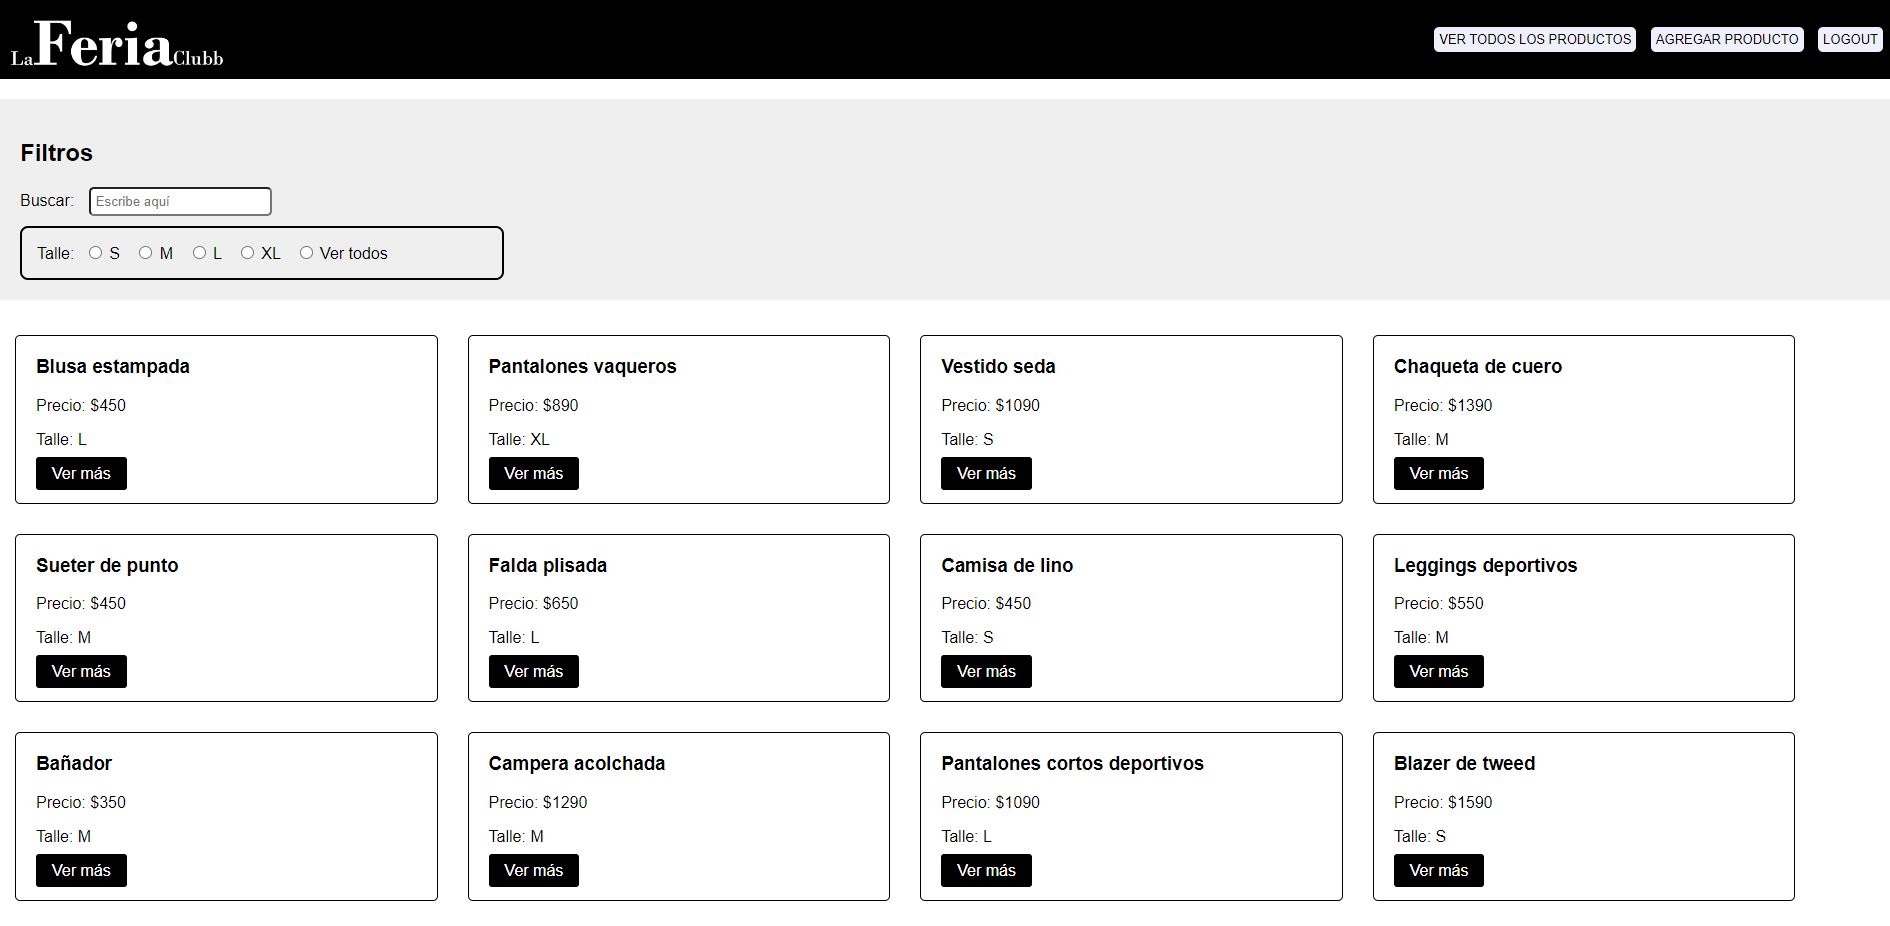 LaFeriaClubb
VER TODOS LOS PRODUCTOS AGREGAR PRODUCTO LOGOUT
Filtros
Buscar: Escribe aquí
Talle: S M L XL Ver todos
Blusa estampada
Precio: $450
Talle: L
Ver más
Pantalones vaqueros
Precio: $890
Talle: XL
Ver más
Vestido seda
Precio: $1090
Talle: S
Ver más
Chaqueta de cuero
Precio: $1390
Talle: M
Ver más
Sueter de punto
Precio: $450
Talle: M
Ver más
Falda plisada
Precio: $650
Talle: L
Ver más
Camisa de lino
Precio: $450
Talle: S
Ver más
Leggings deportivos
Precio: $550
Talle: M
Ver más
Bañador
Precio: $350
Talle: M
Ver más
Campera acolchada
Precio: $1290
Talle: M
Ver más
Pantalones cortos deportivos
Precio: $1090
Talle: L
Ver más
Blazer de tweed
Precio: $1590
Talle: S
Ver más